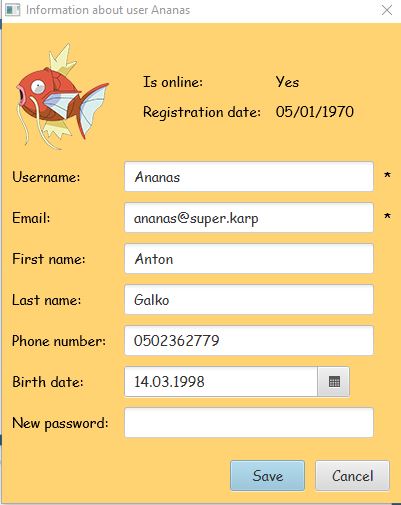 Information about user Ananas
Is online: Yes
Registration date: 05/01/1970
Username: Ananas *
Email: ananas@super.karp *
First name: Anton
Last name: Galko
Phone number: 0502362779
Birth date: 14.03.1998
New password:
Save Cancel